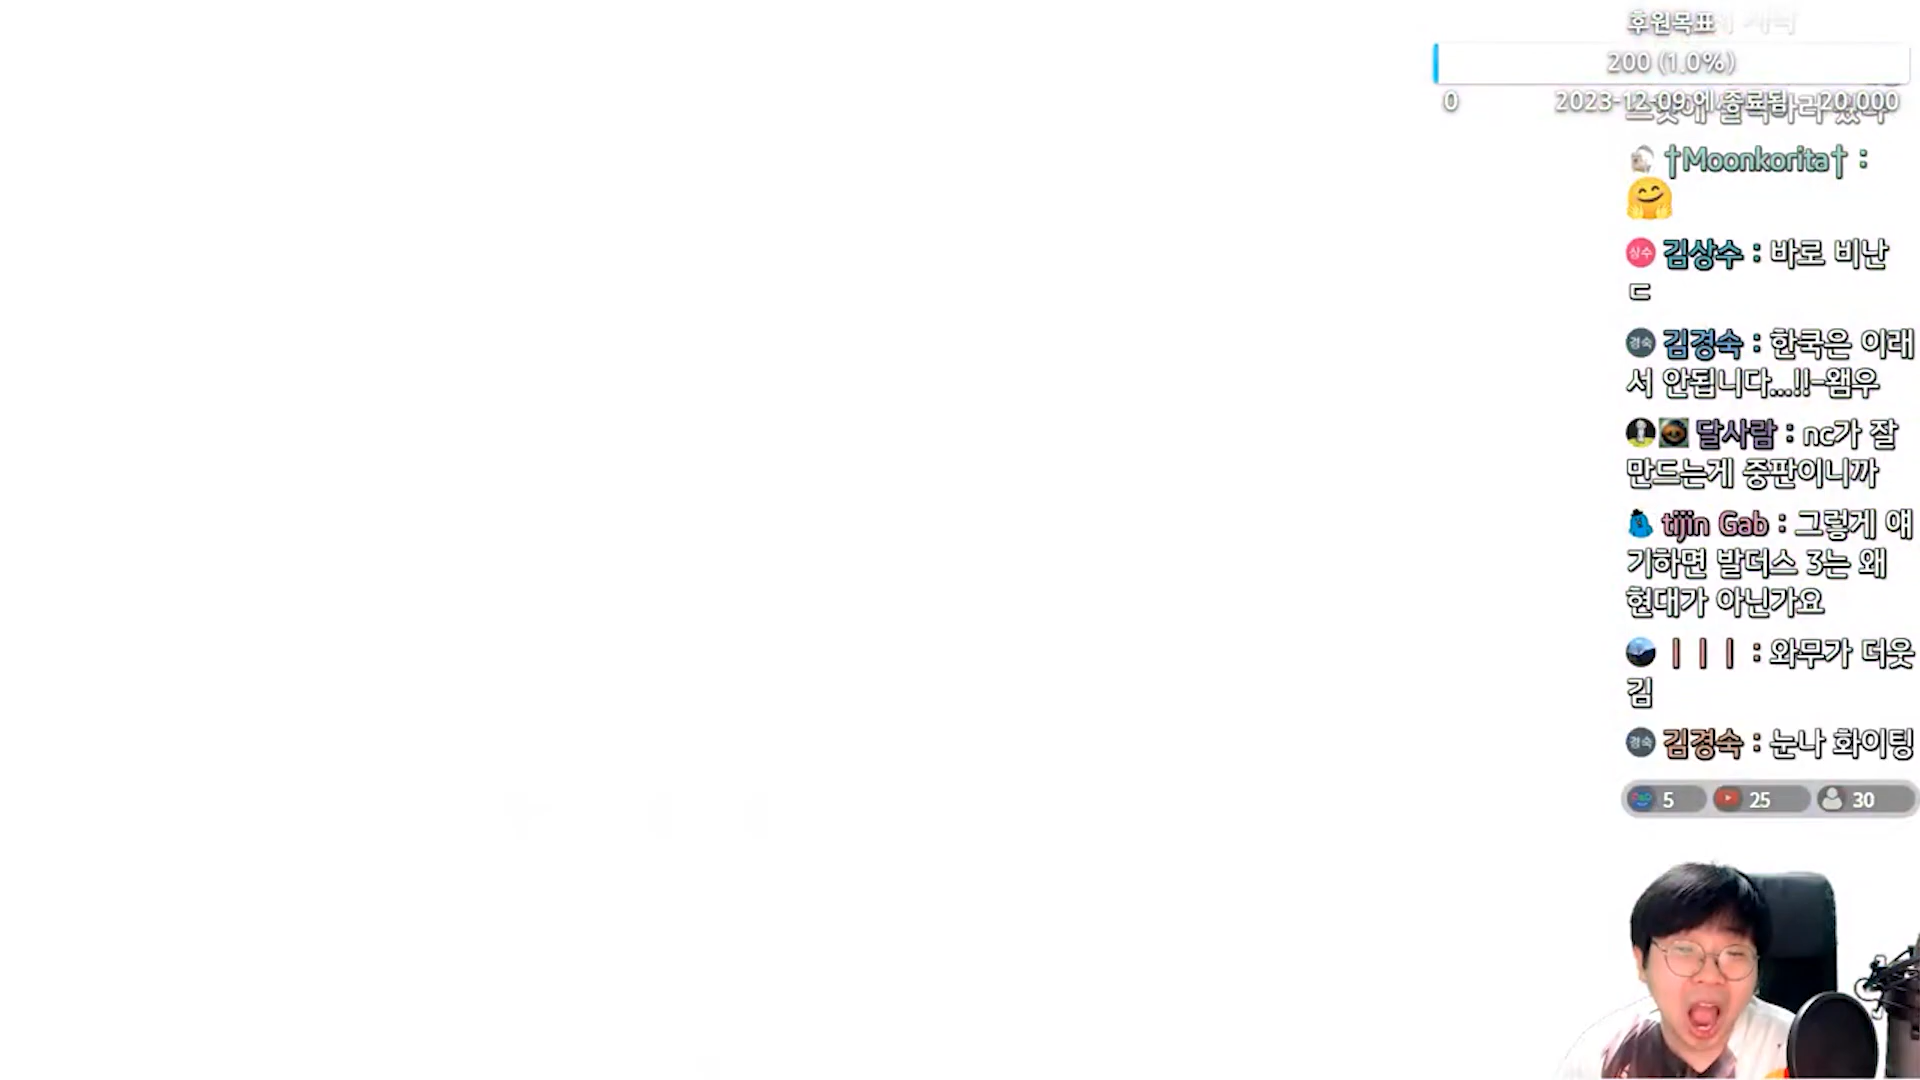 후원목표
200 (1.0%)
0 2023-12-09 에 종료됨 20,000
†Moonkorita† :
김상수 : 바로 비난
ㄷ
김경숙 : 한국은 이래
서 안됩니다...!!-왬우
달사람 : nc가 잘
만드는게 중판이니까
tijin Gab : 그렇게 얘
기하면 발더스 3는 왜
현대가 아닌가요
ㅣㅣㅣ : 와무가 더웃
김
김경숙 : 눈나 화이팅
5 25 30